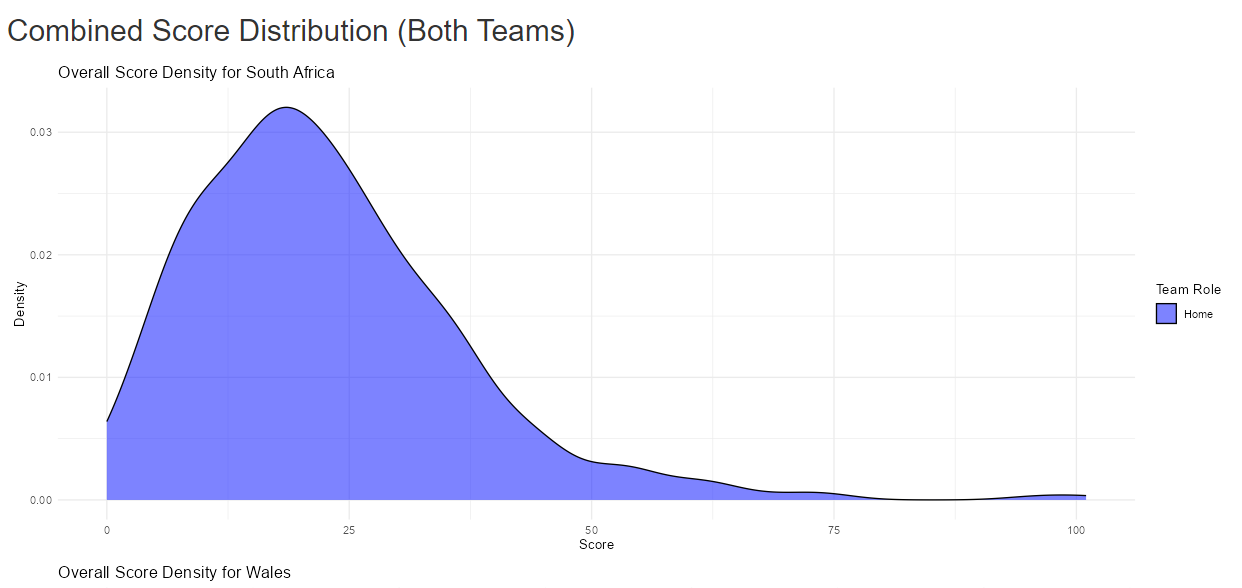 Combined Score Distribution (Both Teams)
Overall Score Density for South Africa
0.03
0.02
0.01
0.00
Density
0
25
50
75
100
Score
Team Role
Home
Overall Score Density for Wales